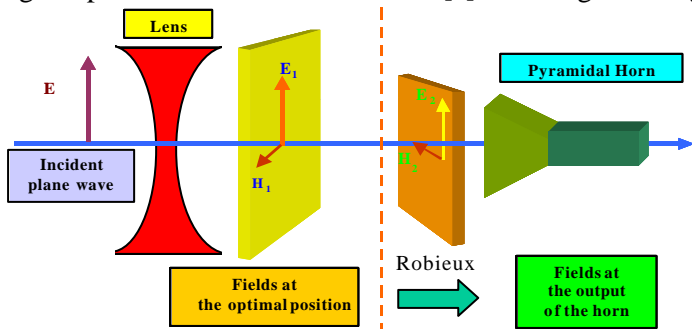 Lens
Pyramidal Horn
E
E1
E2
H1
H2
Incident
plane wave
Fields at
the optimal position
Robieux
Fields at
the output
of the horn